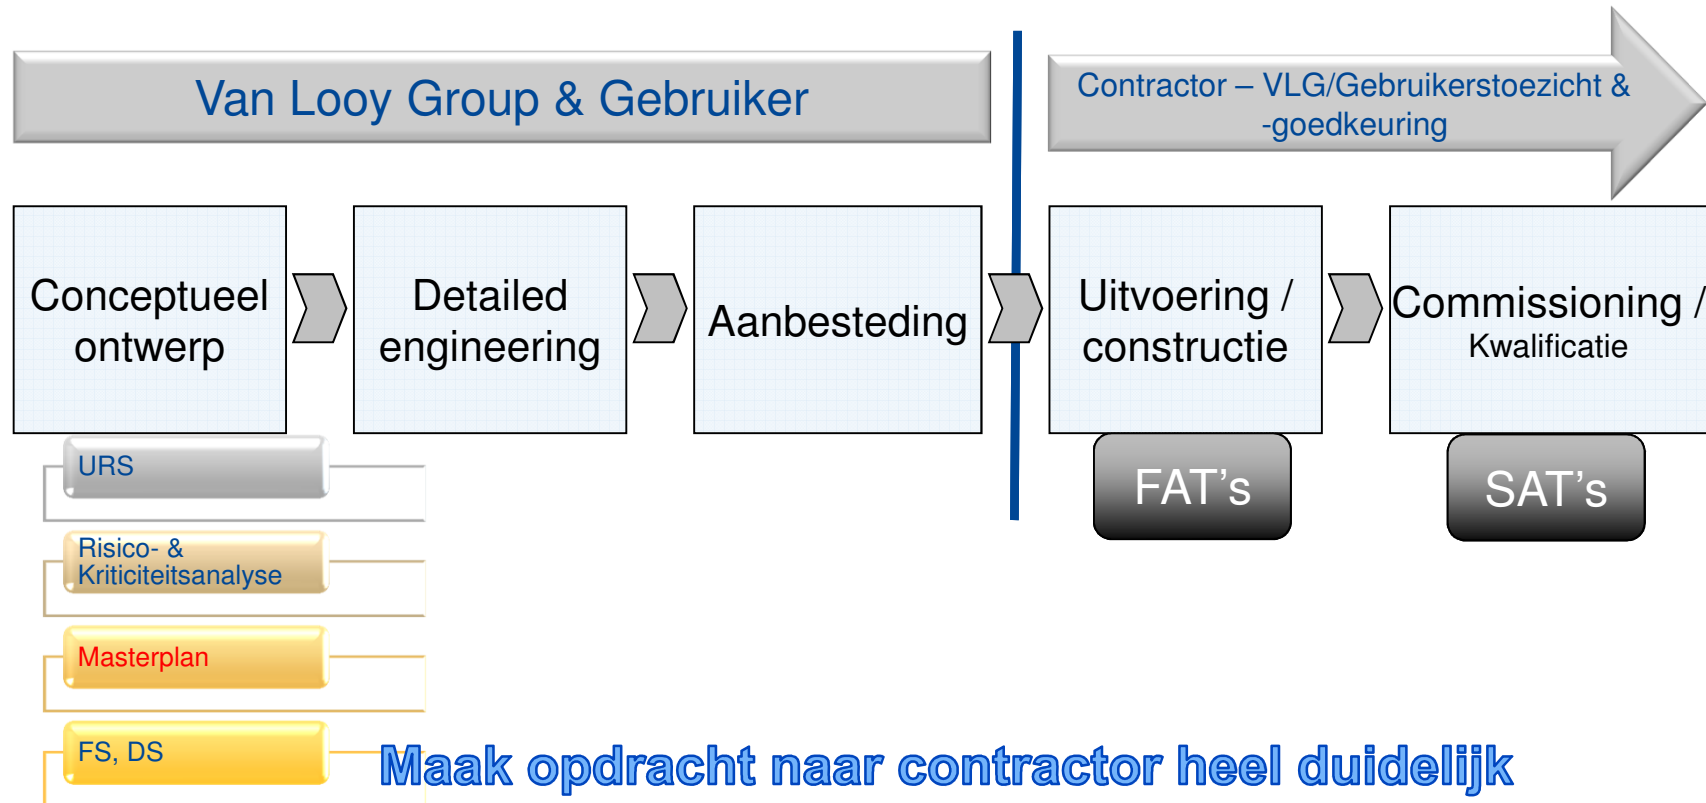 Van Looy Group & Gebruiker
Contractor – VLG/Gebruikerstoezicht &
-goedkeuring
Conceptueel
ontwerp
Detailed
engineering
Aanbesteding
Uitvoering /
constructie
Commissioning /
Kwalificatie
URS
Risico- &
Kriticiteitsanalyse
Masterplan
FS, DS
FAT's
SAT's
Maak opdracht naar contractor heel duidelijk